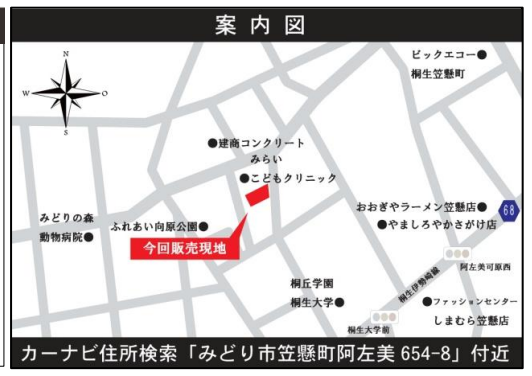 案内図
N
W
O
S
ビックエコー●
桐生笠懸町
●建商コンクリート
みらい
●こどもクリニック
おおぎやラーメン笠懸店●
68
●やましろやかさがけ店
みどりの森
動物病院●
ふれあい向原公園●
今回販売現地
阿左美可原西
桐生伊勢崎線
桐丘学園
桐生大学●
●ファッションセンター
しまむら笠懸店
桐生大学前
カーナビ住所検索「みどり市笠懸町阿左美 654-8」付近